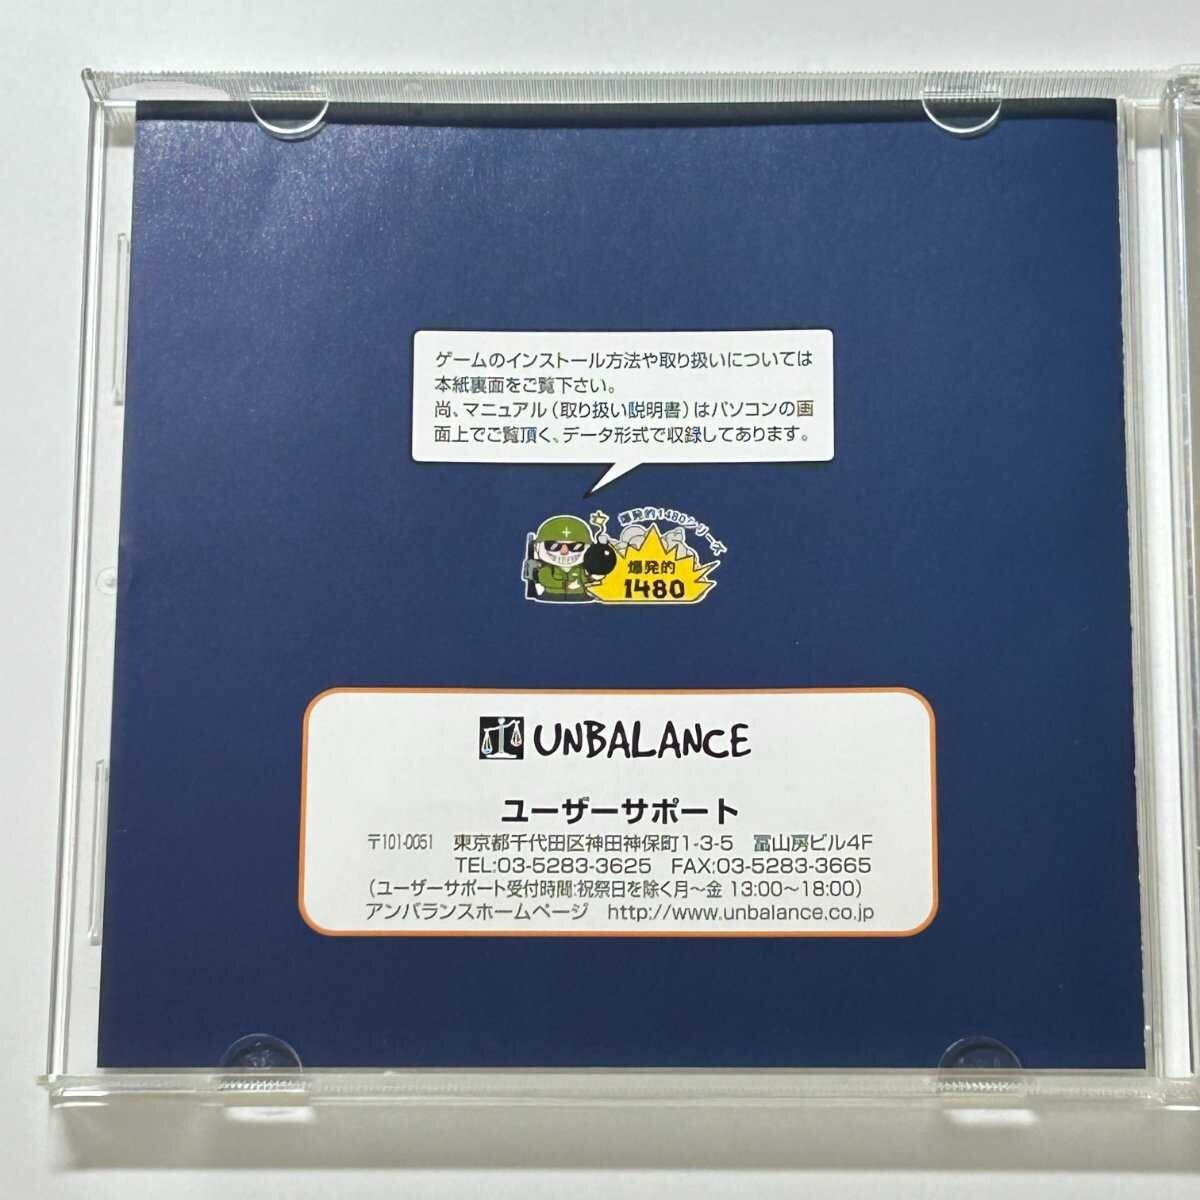 ゲームのインストール方法や取り扱いについては
本紙裏面をご覧下さい。
尚、マニュアル（取り扱い説明書）はパソコンの画
面上でご覧頂く、データ形式で収録してあります。
爆発的1480シリーズ
爆発的
1480
UNBALANCE
ユーザーサポート
〒101-0051 東京都千代田区神田神保町1-3-5 冨山房ビル4F
TEL:03-5283-3625 FAX:03-5283-3665
（ユーザーサポート受付時間:祝祭日を除く月〜金 13:00〜18:00）
アンバランスホームページ http://www.unbalance.co.jp